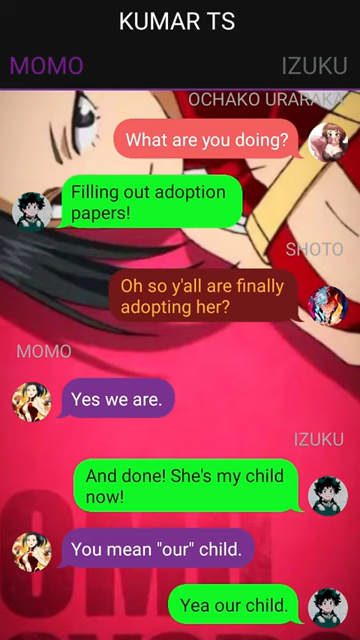 KUMAR TS
MOMO
IZUKU
OCHAKO URARAKA
What are you doing?
Filling out adoption
papers!
SHOTO
Oh so y'all are finally
adopting her?
MOMO
Yes we are.
IZUKU
And done! She's my child
now!
You mean "our" child.
Yea our child.